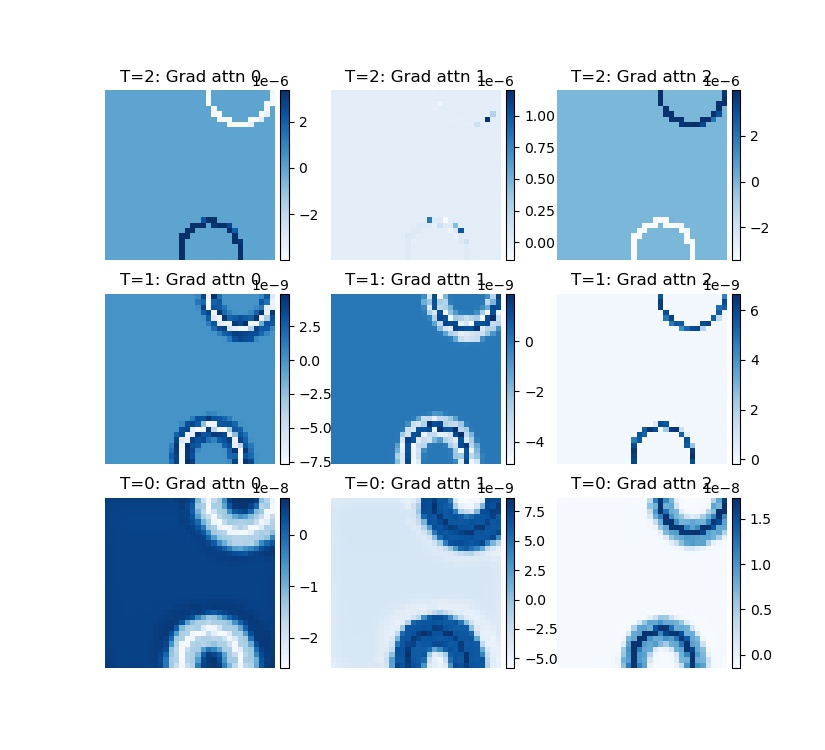 T=2: Grad attn 0
1e−6
2
0
−2
T=2: Grad attn 1
1e−6
1.00
0.75
0.50
0.25
0.00
T=2: Grad attn 2
1e−6
2
0
−2
T=1: Grad attn 0
1e−9
2.5
0.0
−2.5
−5.0
−7.5
T=1: Grad attn 1
1e−9
0
−2
−4
T=1: Grad attn 2
1e−9
6
4
2
0
T=0: Grad attn 0
1e−8
0
−1
−2
T=0: Grad attn 1
1e−9
7.5
5.0
2.5
0.0
−2.5
−5.0
T=0: Grad attn 2
1e−8
1.5
1.0
0.5
0.0